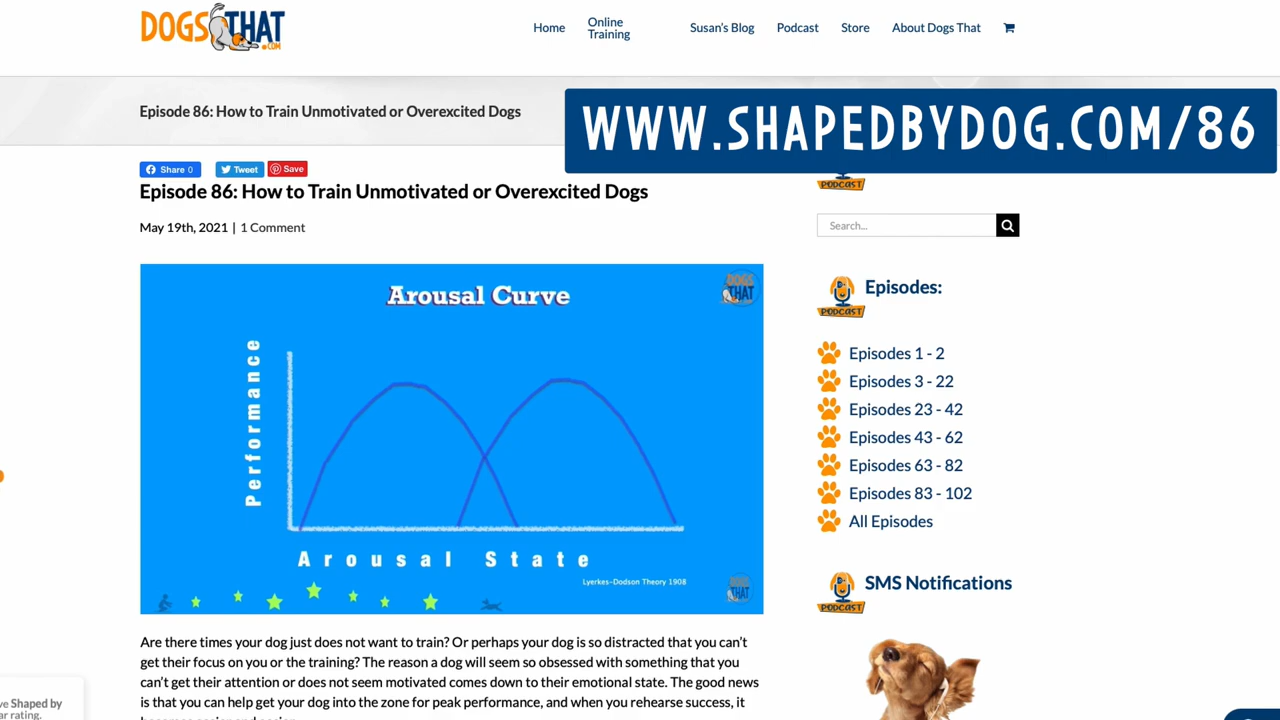 DOGSTHAT
.COM
Home
Online
Training
Susan's Blog
Podcast
Store
About Dogs That
Episode 86: How to Train Unmotivated or Overexcited Dogs
WWW.SHAPEDBYDOG.COM/86
Share 0
Tweet
Save
PODCAST
Episode 86: How to Train Unmotivated or Overexcited Dogs
May 19th, 2021 | 1 Comment
Search...
Arousal Curve
DOGS
THAT
Performance
Arousal State
Lyerkes-Dodson Theory 1908
DOGS
THAT
Episodes:
PODCAST
Episodes 1 - 2
Episodes 3 - 22
Episodes 23 - 42
Episodes 43 - 62
Episodes 63 - 82
Episodes 83 - 102
All Episodes
SMS Notifications
PODCAST
Are there times your dog just does not want to train? Or perhaps your dog is so distracted that you can't
get their focus on you or the training? The reason a dog will seem so obsessed with something that you
can't get their attention or does not seem motivated comes down to their emotional state. The good news
is that you can help get your dog into the zone for peak performance, and when you rehearse success, it
ve Shaped by
ar rating.